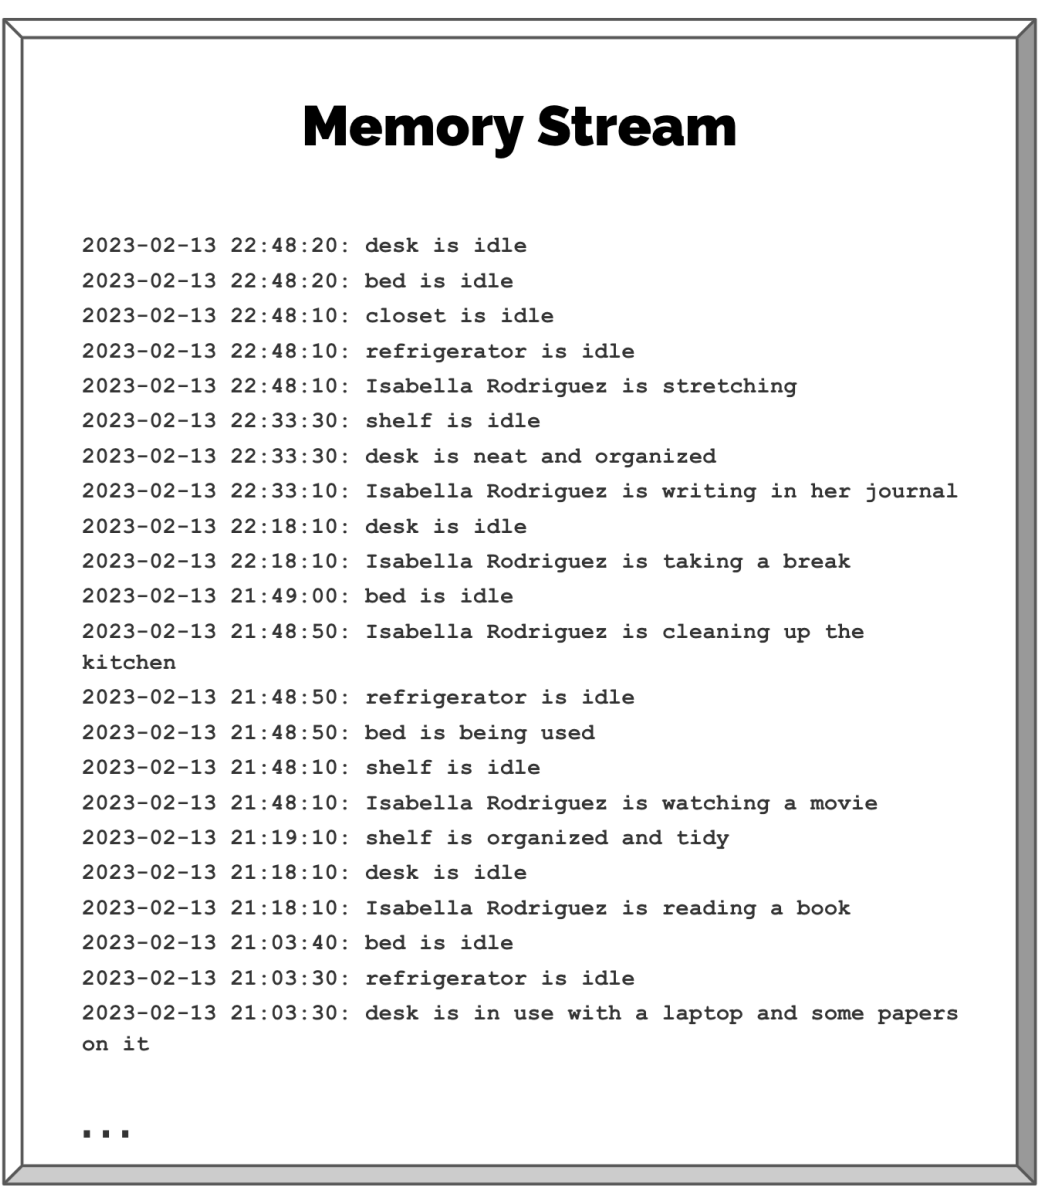 Memory Stream
2023-02-13 22:48:20: desk is idle
2023-02-13 22:48:20: bed is idle
2023-02-13 22:48:10: closet is idle
2023-02-13 22:48:10: refrigerator is idle
2023-02-13 22:48:10: Isabella Rodriguez is stretching
2023-02-13 22:33:30: shelf is idle
2023-02-13 22:33:30: desk is neat and organized
2023-02-13 22:33:10: Isabella Rodriguez is writing in her journal
2023-02-13 22:18:10: desk is idle
2023-02-13 22:18:10: Isabella Rodriguez is taking a break
2023-02-13 21:49:00: bed is idle
2023-02-13 21:48:50: Isabella Rodriguez is cleaning up the
kitchen
2023-02-13 21:48:50: refrigerator is idle
2023-02-13 21:48:50: bed is being used
2023-02-13 21:48:10: shelf is idle
2023-02-13 21:48:10: Isabella Rodriguez is watching a movie
2023-02-13 21:19:10: shelf is organized and tidy
2023-02-13 21:18:10: desk is idle
2023-02-13 21:18:10: Isabella Rodriguez is reading a book
2023-02-13 21:03:40: bed is idle
2023-02-13 21:03:30: refrigerator is idle
2023-02-13 21:03:30: desk is in use with a laptop and some papers
on it
...